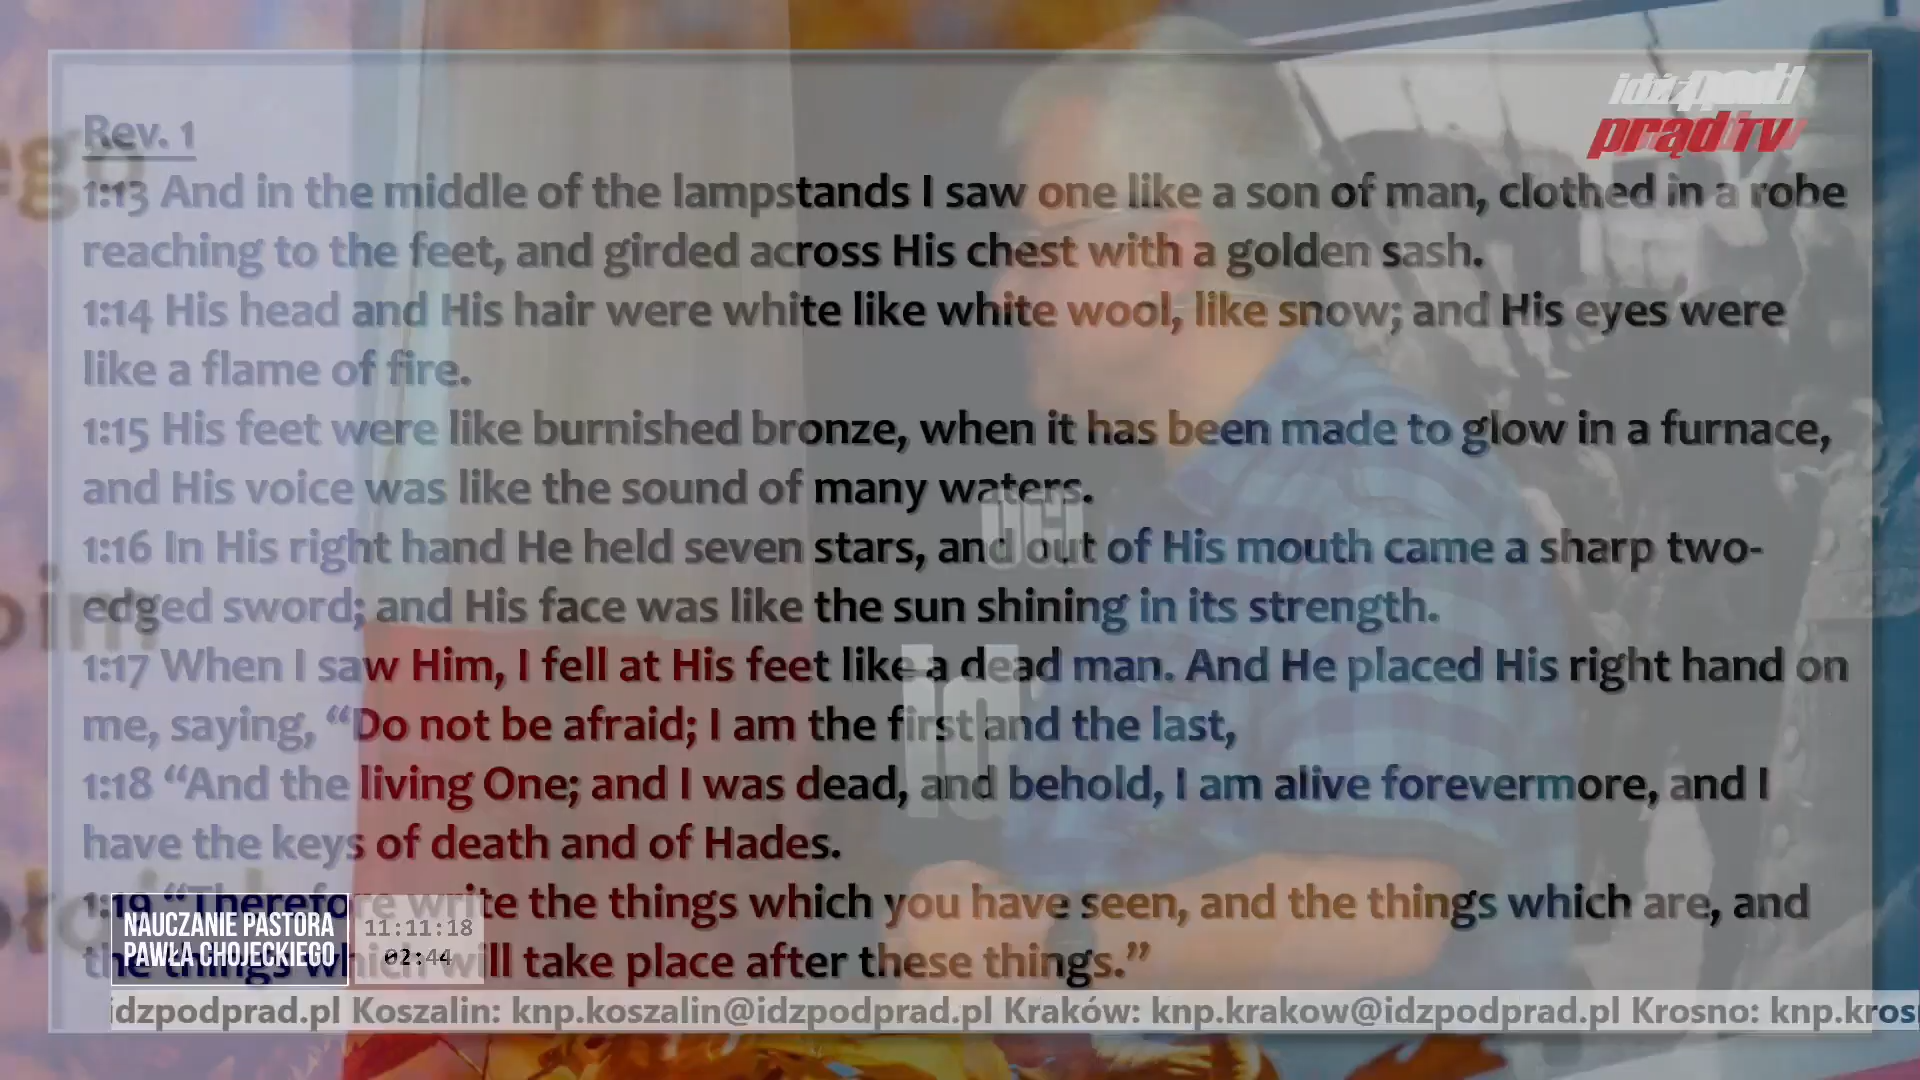 idź pod
prąd TV
Rev. 1
1:13 And in the middle of the lampstands I saw one like a son of man, clothed in a robe
reaching to the feet, and girded across His chest with a golden sash.
1:14 His head and His hair were white like white wool, like snow; and His eyes were
like a flame of fire.
1:15 His feet were like burnished bronze, when it has been made to glow in a furnace,
and His voice was like the sound of many waters.
1:16 In His right hand He held seven stars, and out of His mouth came a sharp two-
edged sword; and His face was like the sun shining in its strength.
1:17 When I saw Him, I fell at His feet like a dead man. And He placed His right hand on
me, saying, “Do not be afraid; I am the first and the last,
1:18 “And the living One; and I was dead, and behold, I am alive forevermore, and I
have the keys of death and of Hades.
1:19 “Therefore write the things which you have seen, and the things which are, and
the things which will take place after these things.”
NAUCZANIE PASTORA
PAWŁA CHOJECKIEGO
11:11:18
02:44
idzpodprad.pl Koszalin: knp.koszalin@idzpodprad.pl Kraków: knp.krakow@idzpodprad.pl Krosno: knp.kros